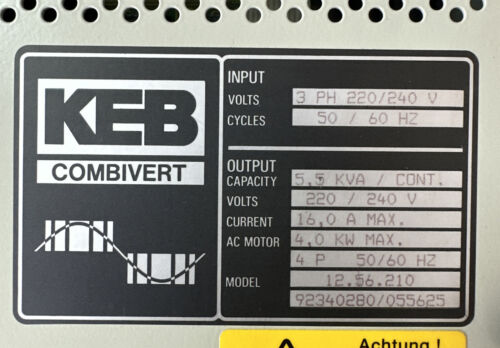 KEB
COMBIVERT
INPUT
VOLTS 3 PH 220/240 V
CYCLES 50 / 60 HZ
OUTPUT
CAPACITY 5,5 KVA / CONT.
VOLTS 220 / 240 V
CURRENT 16,0 A MAX.
AC MOTOR 4,0 KW MAX.
4 P 50/60 HZ
MODEL 12.56.210
92340280/055625
Achtung !